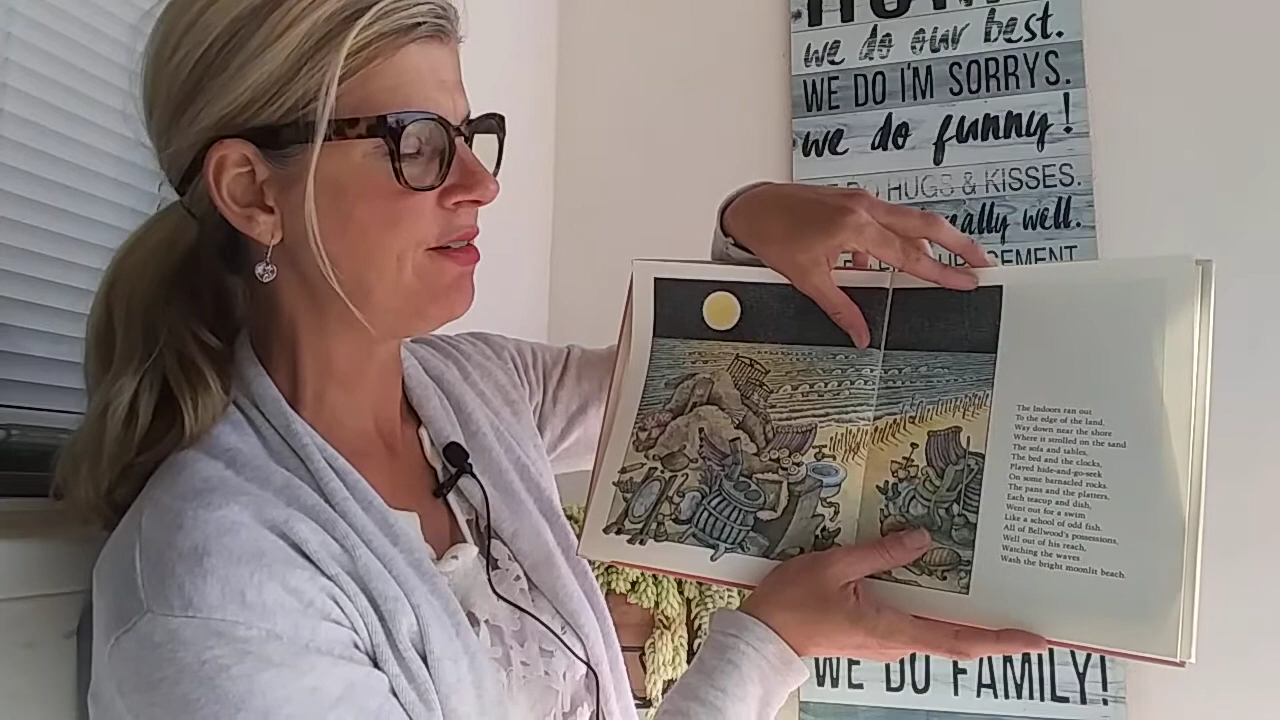 we do our best.
WE DO I'M SORRYS.
we do funny!
HUGS & KISSES.
well.
WE DO FAMILY!
The Indoors ran out
To the edge of the land,
Way down near the shore
Where it strolled on the sand
The sofa and tables,
The bed and the clocks,
Played hide-and-go-seek
On some barnacled rocks.
The pans and the platters,
Each teacup and dish,
Went out for a swim
Like a school of odd fish.
All of Bellwood's possessions,
Well out of his reach,
Watching the waves
Wash the bright moonlit beach.